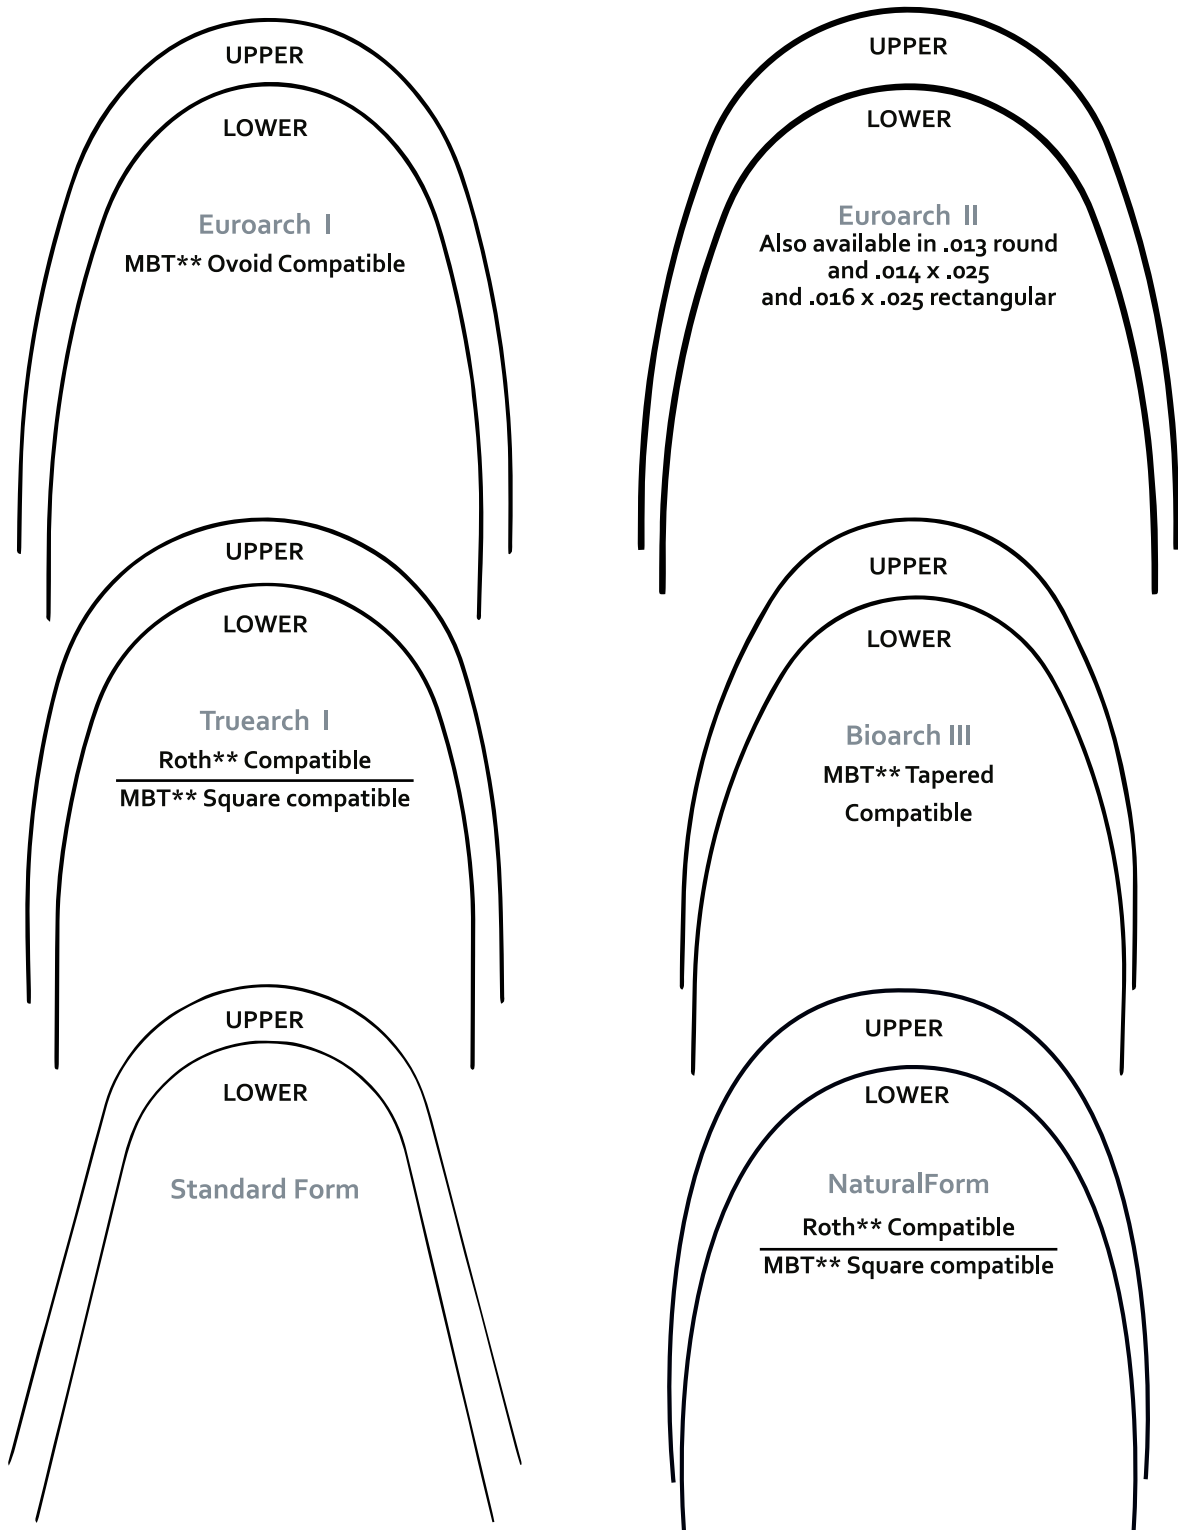 UPPER
LOWER
Euroarch I
MBT** Ovoid Compatible
UPPER
LOWER
Euroarch II
Also available in .013 round
and .014 x .025
and .016 x .025 rectangular
UPPER
LOWER
Truearch I
Roth** Compatible
MBT** Square compatible
UPPER
LOWER
Bioarch III
MBT** Tapered
Compatible
UPPER
LOWER
Standard Form
UPPER
LOWER
NaturalForm
Roth** Compatible
MBT** Square compatible